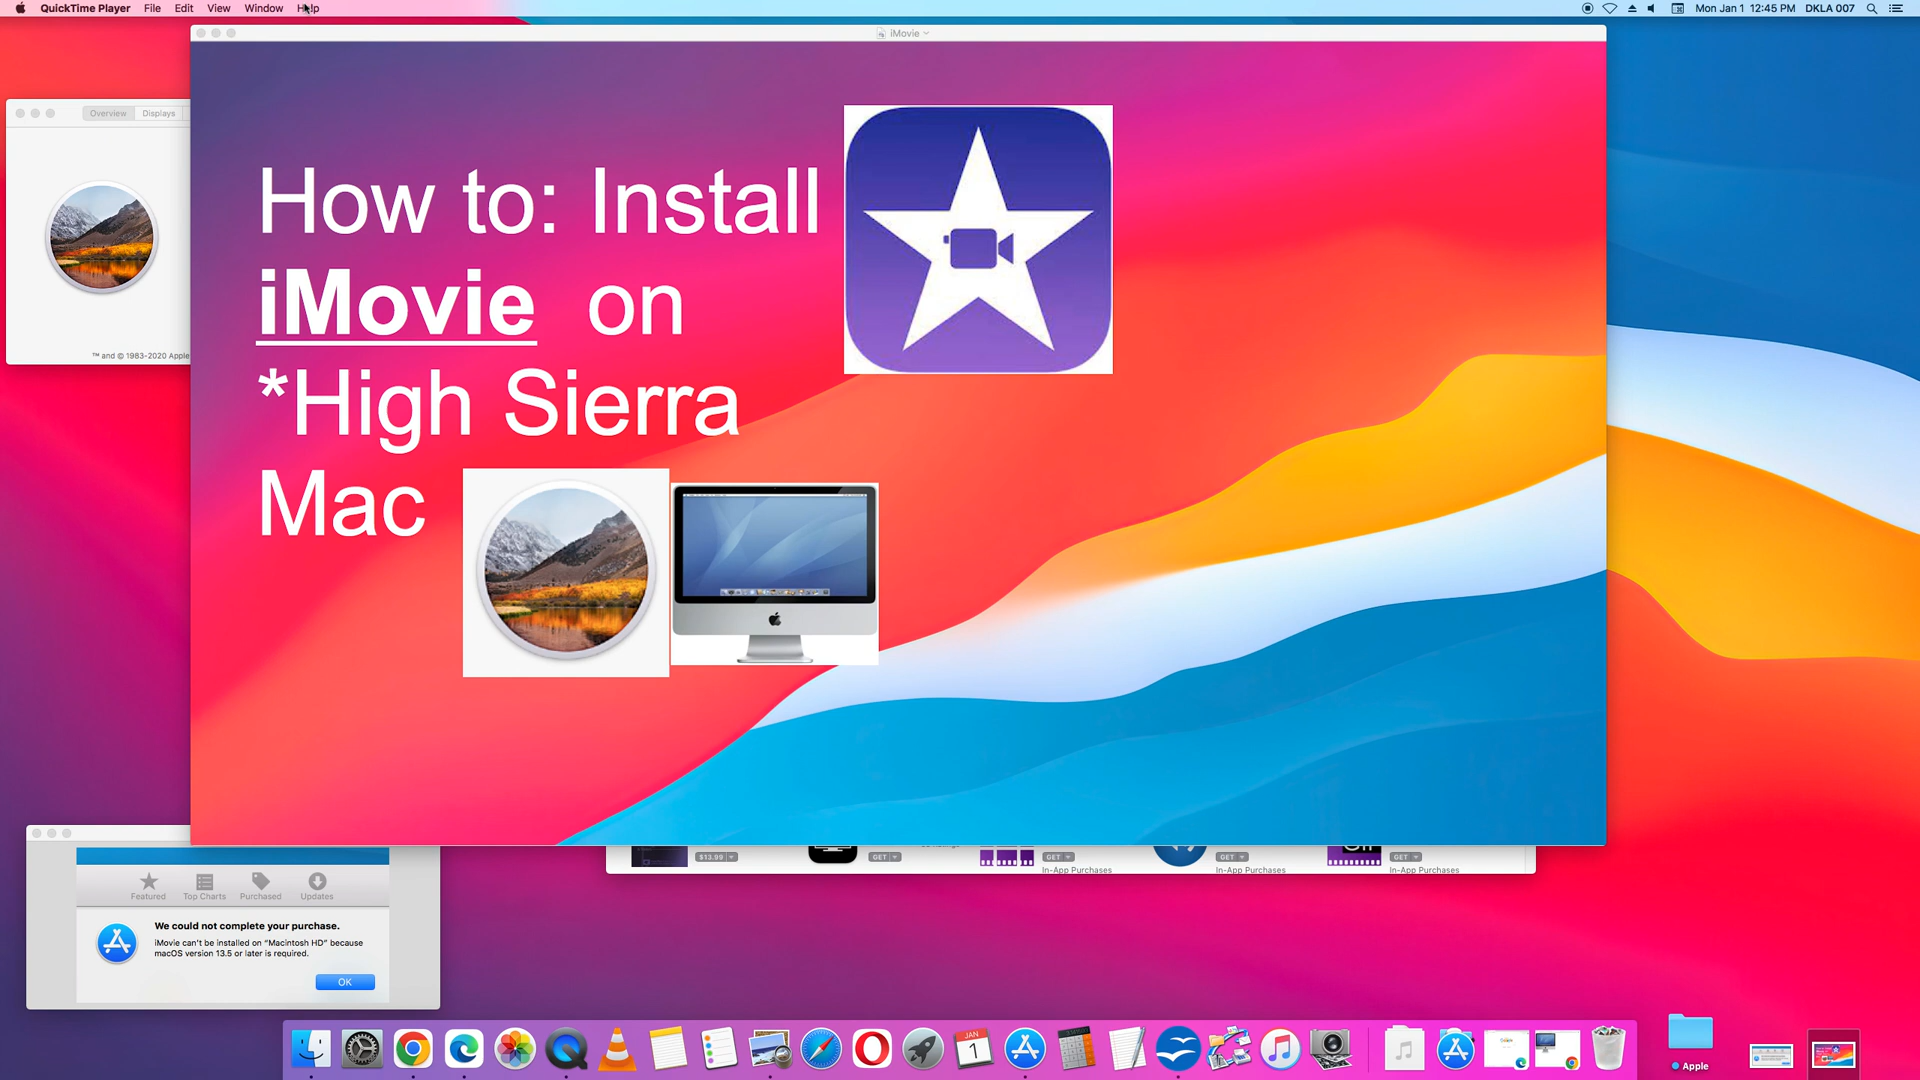 QuickTime Player File Edit View Window Help
Mon Jan 1 12:45 PM DKLA 007
iMovie
Overview Displays
™ and © 1983-2020 Apple
How to: Install
iMovie on
*High Sierra
Mac
$13.99 GET GET GET GET
In-App Purchases In-App Purchases In-App Purchases
Featured Top Charts Purchased Updates
We could not complete your purchase.
iMovie can't be installed on "Macintosh HD" because
macOS version 13.5 or later is required.
OK
JAN
1
Apple